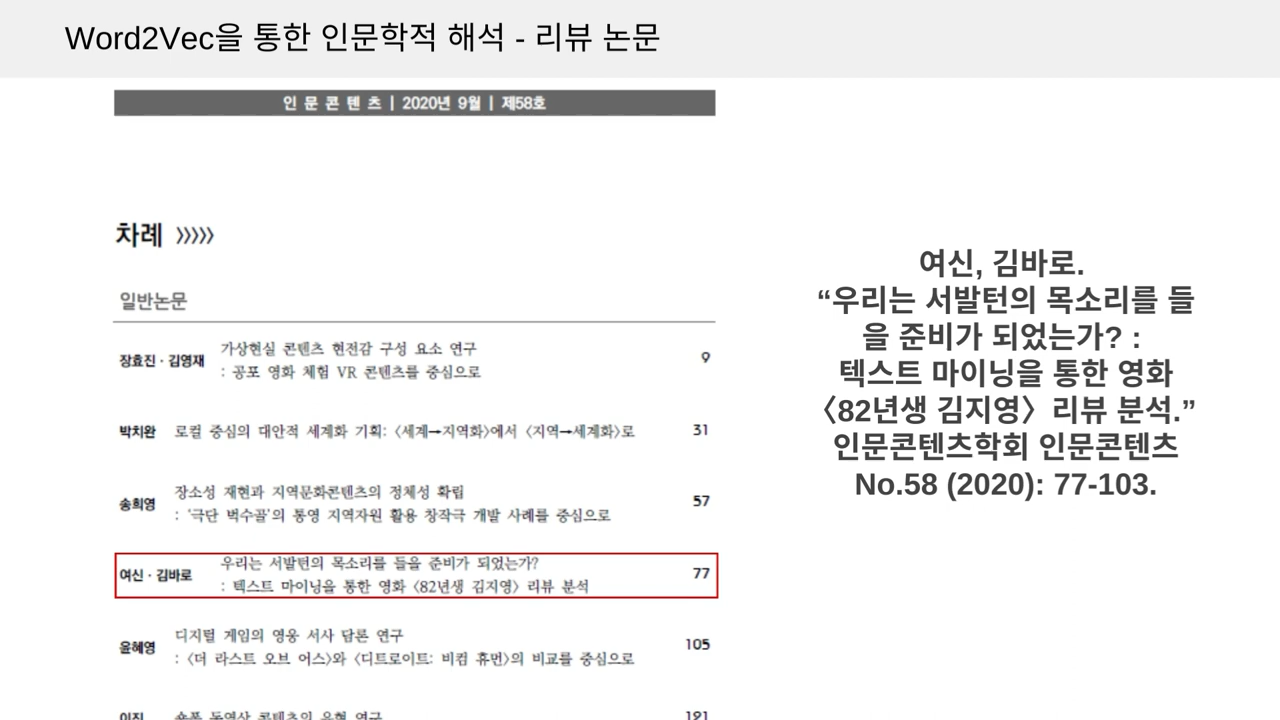 Word2Vec을 통한 인문학적 해석 - 리뷰 논문
인 문 콘 텐 츠 | 2020년 9월 | 제58호
차례 》》》
일반논문
장효진 · 김영재 가상현실 콘텐츠 현전감 구성 요소 연구 9
: 공포 영화 체험 VR 콘텐츠를 중심으로
박치완 로컬 중심의 대안적 세계화 기획: 〈세계→지역화〉에서 〈지역→세계화〉로 31
송희영 장소성 재현과 지역문화콘텐츠의 정체성 확립 57
: '극단 벅수골'의 통영 지역자원 활용 창작극 개발 사례를 중심으로
여신 · 김바로 우리는 서발턴의 목소리를 들을 준비가 되었는가? 77
: 텍스트 마이닝을 통한 영화 〈82년생 김지영〉 리뷰 분석
윤혜영 디지털 게임의 영웅 서사 담론 연구 105
: 〈더 라스트 오브 어스〉와 〈디트로이트: 비컴 휴먼〉의 비교를 중심으로
121
여신, 김바로.
“우리는 서발턴의 목소리를 들
을 준비가 되었는가? :
텍스트 마이닝을 통한 영화
〈82년생 김지영〉 리뷰 분석.”
인문콘텐츠학회 인문콘텐츠
No.58 (2020): 77-103.